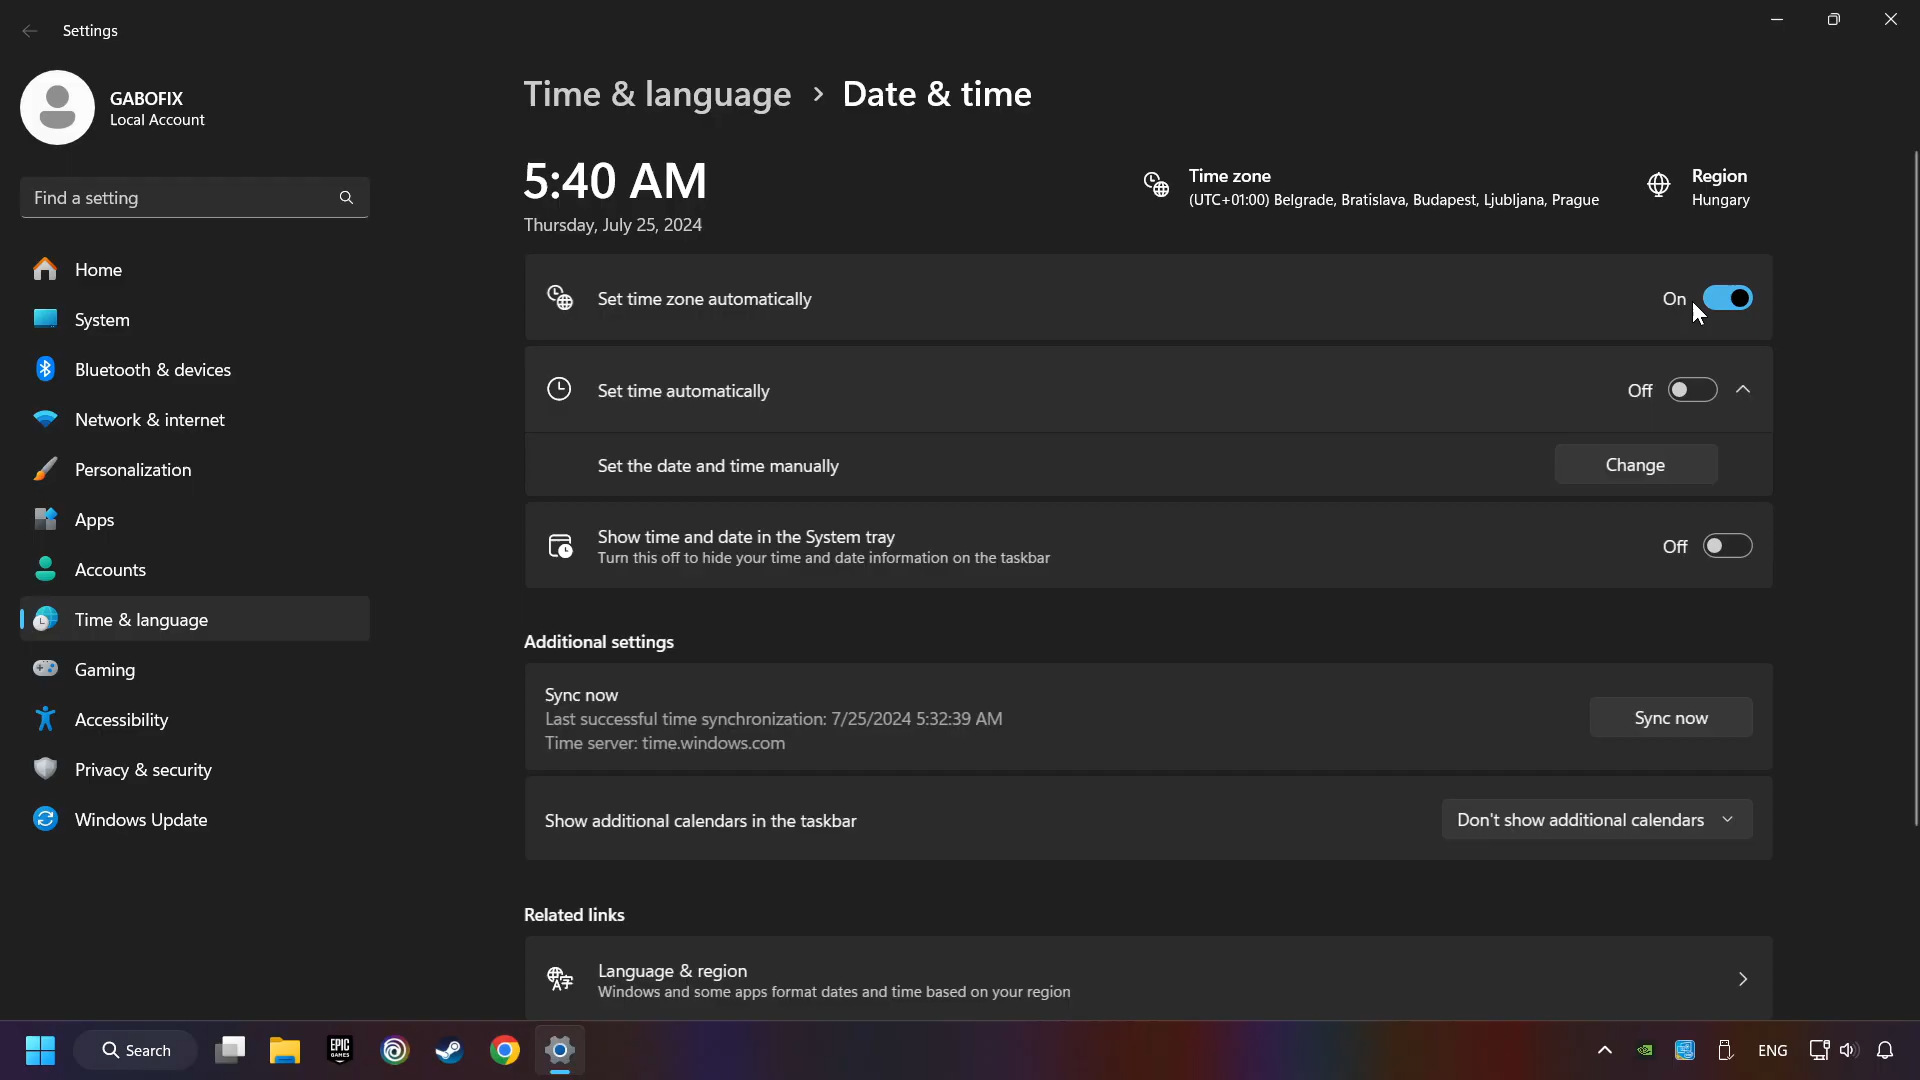 Settings
GABOFIX
Local Account
Find a setting
Home
System
Bluetooth & devices
Network & internet
Personalization
Apps
Accounts
Time & language
Gaming
Accessibility
Privacy & security
Windows Update
Time & language > Date & time
5:40 AM
Thursday, July 25, 2024
Time zone
(UTC+01:00) Belgrade, Bratislava, Budapest, Ljubljana, Prague
Region
Hungary
Set time zone automatically
On
Set time automatically
Off
Set the date and time manually
Change
Show time and date in the System tray
Turn this off to hide your time and date information on the taskbar
Off
Additional settings
Sync now
Last successful time synchronization: 7/25/2024 5:32:39 AM
Time server: time.windows.com
Sync now
Show additional calendars in the taskbar
Don't show additional calendars
Related links
Language & region
Windows and some apps format dates and time based on your region
Search
EPIC
GAMES
ENG